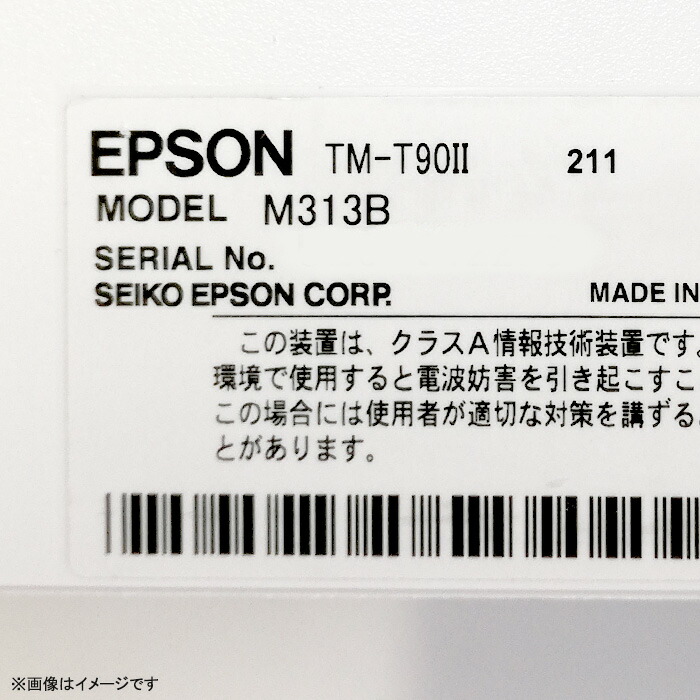 EPSON TM-T90II 211
MODEL M313B
SERIAL No.
SEIKO EPSON CORP. MADE IN
この装置は、クラスA情報技術装置です。
環境で使用すると電波妨害を引き起こすこ
この場合には使用者が適切な対策を講ずる
とがあります。
※画像はイメージです